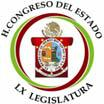 H. CONGRESO DEL ESTADO
LX LEGISLATURA